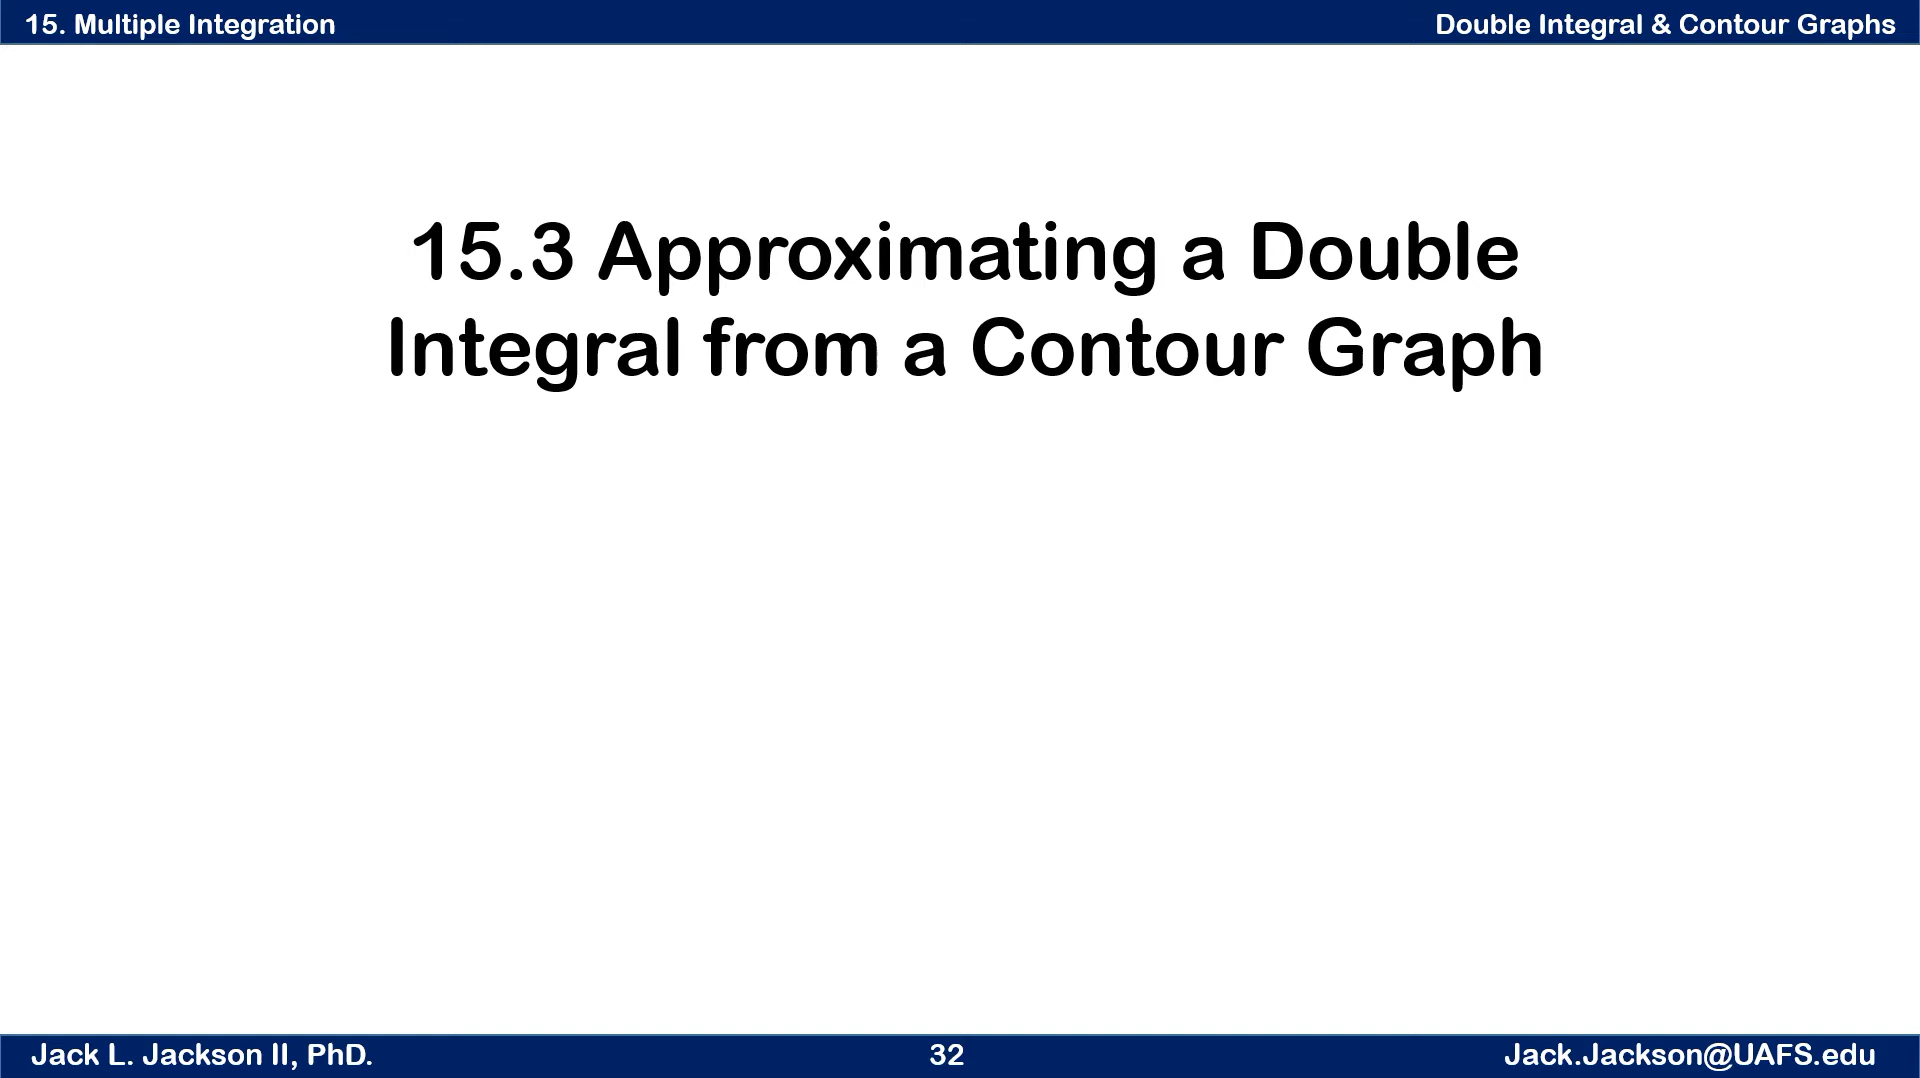 15. Multiple Integration
Double Integral & Contour Graphs
15.3 Approximating a Double
Integral from a Contour Graph
Jack L. Jackson II, PhD.
32
Jack.Jackson@UAFS.edu